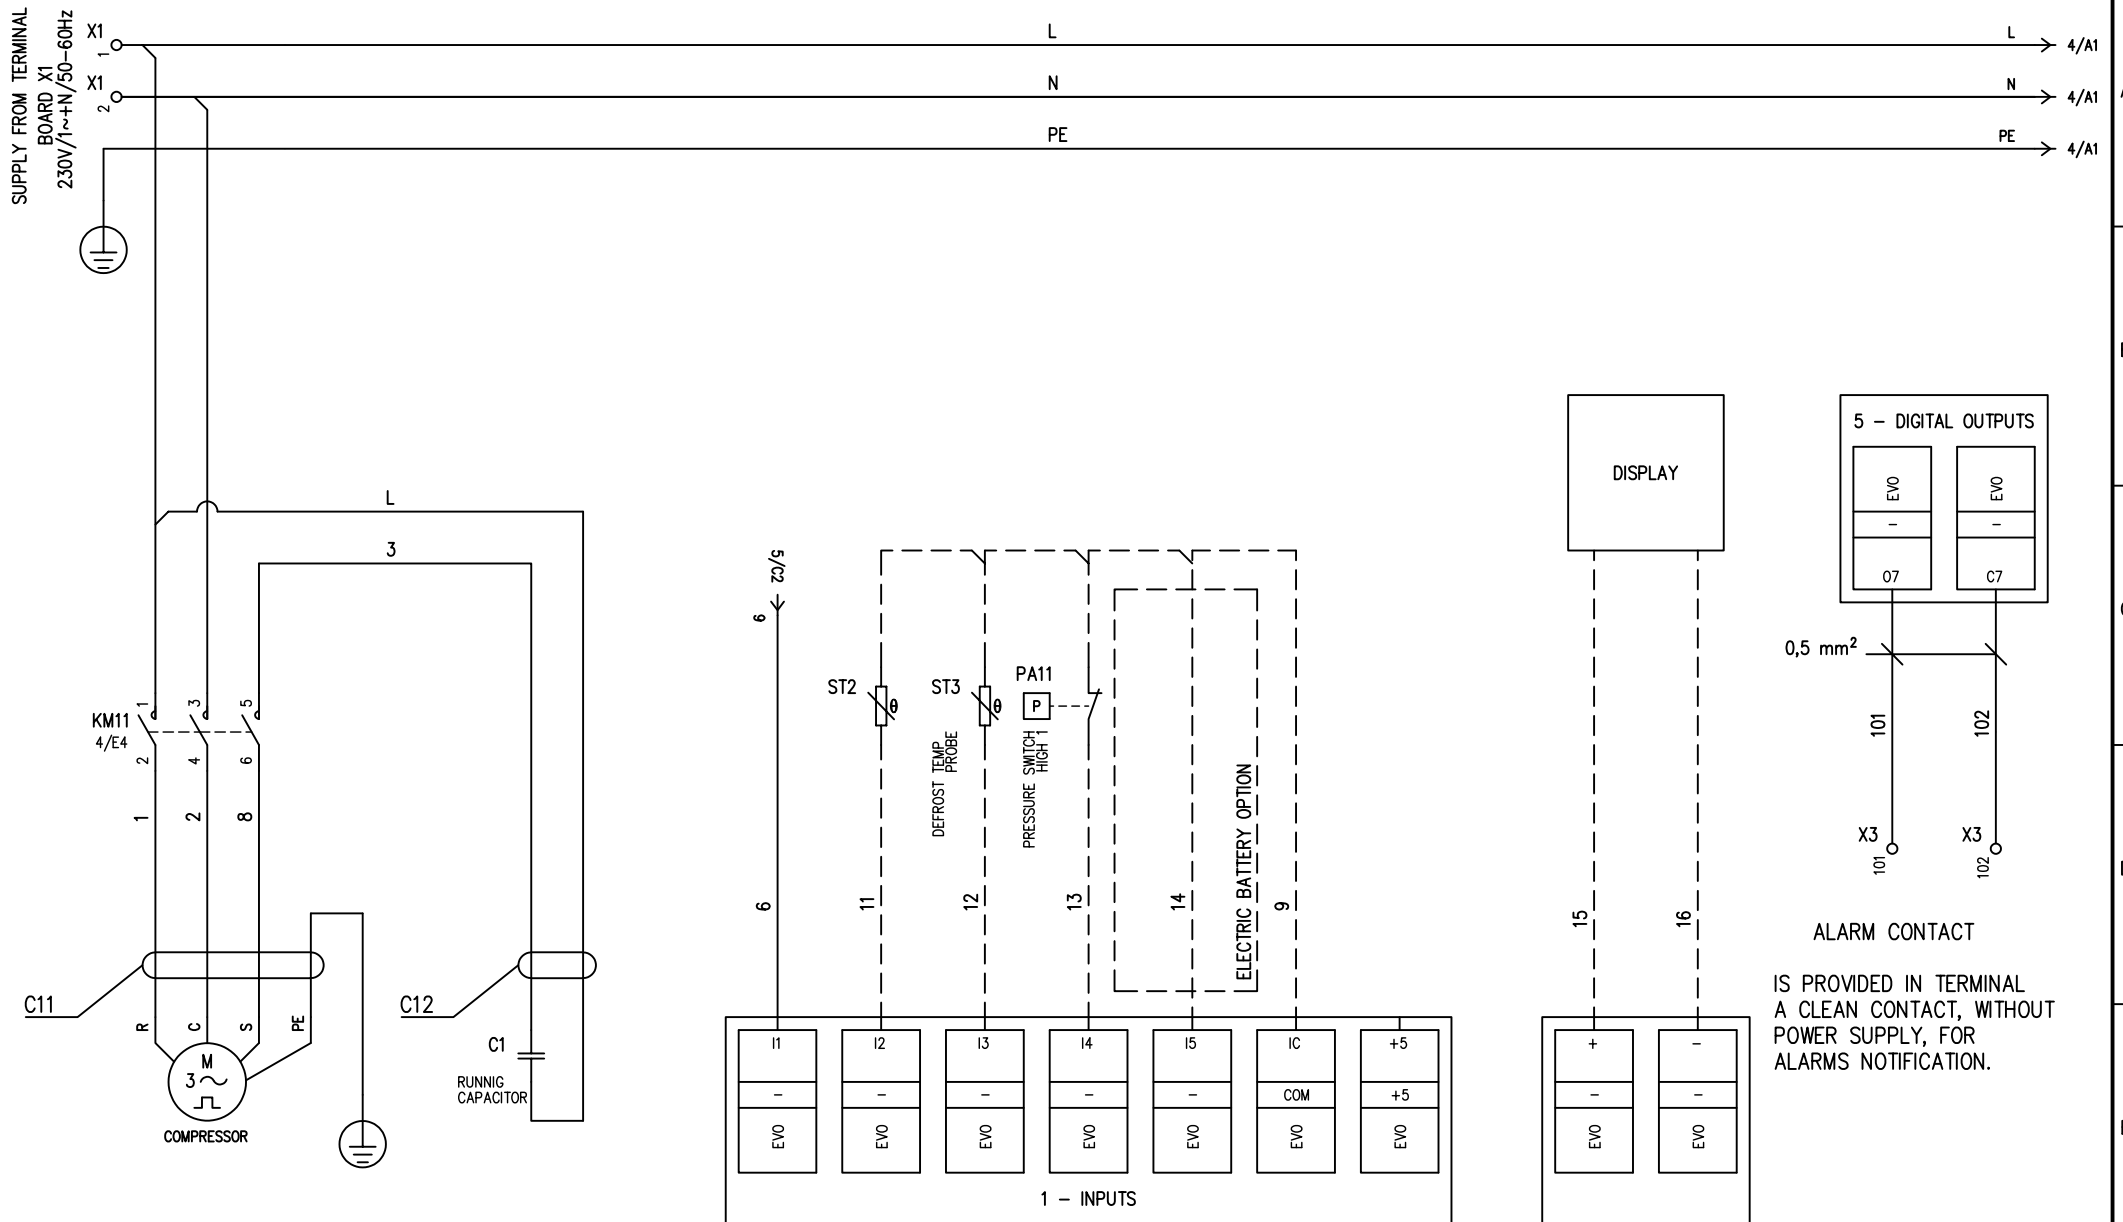 SUPPLY FROM TERMINAL
BOARD X1
230V/1~+N/50-60Hz
X1
1
L
L
4/A1
X1
2
N
N
4/A1
PE
PE
4/A1
L
3
KM11
4/E4
1
3
5
2
4
6
1
2
8
C11
R
C
S
PE
M
3
COMPRESSOR
C12
C1
RUNNIG
CAPACITOR
5/C2
6
6
ST2
θ
11
ST3
θ
DEFROST TEMP
PROBE
12
PA11
P
PRESSURE SWITCH
HIGH 1
13
14
ELECTRIC BATTERY OPTION
9
I1
I2
I3
I4
I5
IC
+5
-
-
-
-
-
COM
+5
EVO
EVO
EVO
EVO
EVO
EVO
EVO
1 - INPUTS
DISPLAY
15
16
+
-
-
-
EVO
EVO
5 - DIGITAL OUTPUTS
EVO
EVO
-
-
O7
C7
0,5 mm²
101
102
X3
101
X3
102
ALARM CONTACT
IS PROVIDED IN TERMINAL
A CLEAN CONTACT, WITHOUT
POWER SUPPLY, FOR
ALARMS NOTIFICATION.